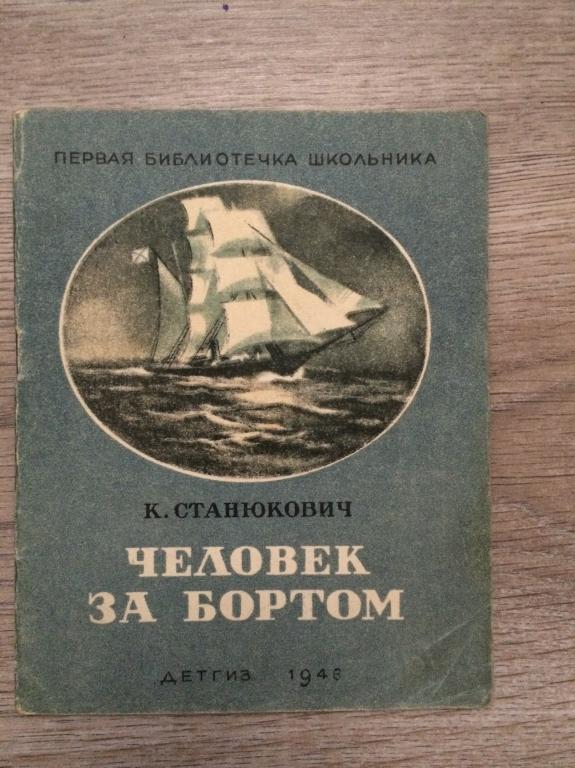 ПЕРВАЯ БИБЛИОТЕЧКА ШКОЛЬНИКА
К. СТАНЮКОВИЧ
ЧЕЛОВЕК
ЗА БОРТОМ
ДЕТГИЗ 1948